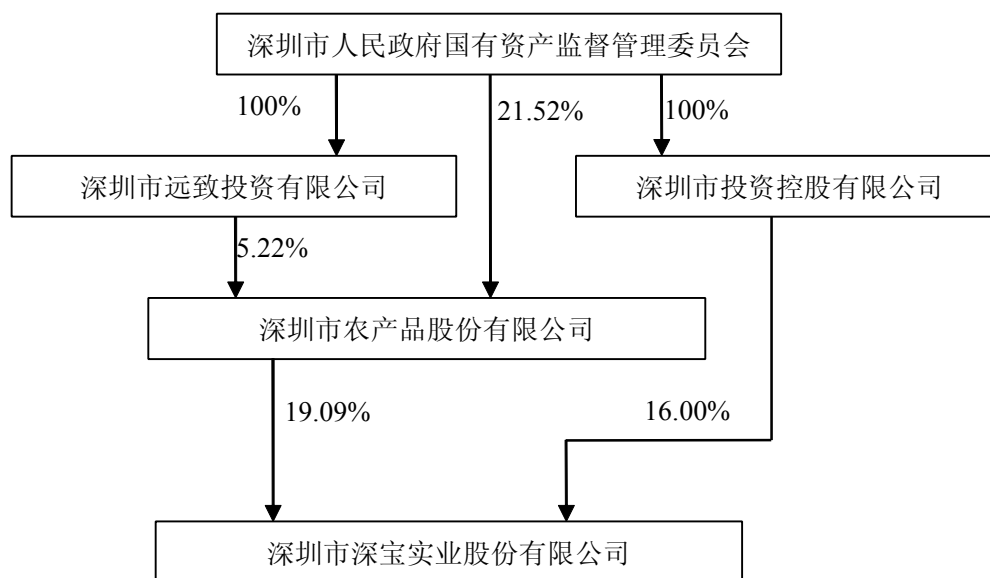 深圳市人民政府国有资产监督管理委员会
100%
21.52%
100%
深圳市远致投资有限公司
深圳市投资控股有限公司
5.22%
深圳市农产品股份有限公司
19.09%
16.00%
深圳市深宝实业股份有限公司